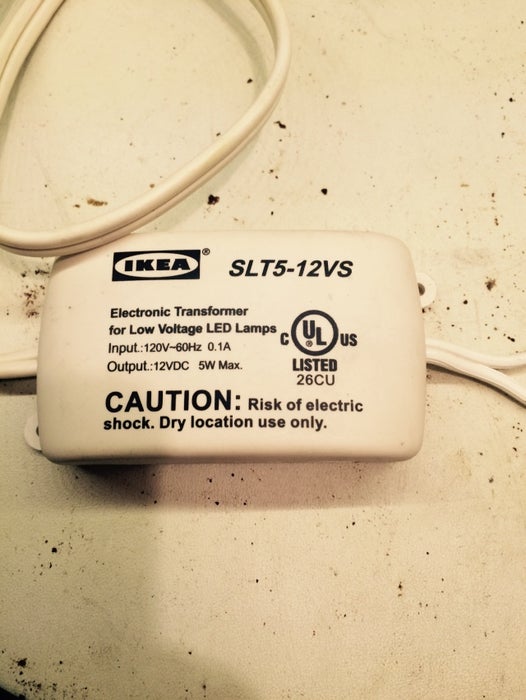 IKEA® SLT5-12VS
Electronic Transformer
for Low Voltage LED Lamps
Input.:120V~60Hz 0.1A
Output.:12VDC 5W Max.
C UL® US
LISTED
26CU
CAUTION: Risk of electric
shock. Dry location use only.